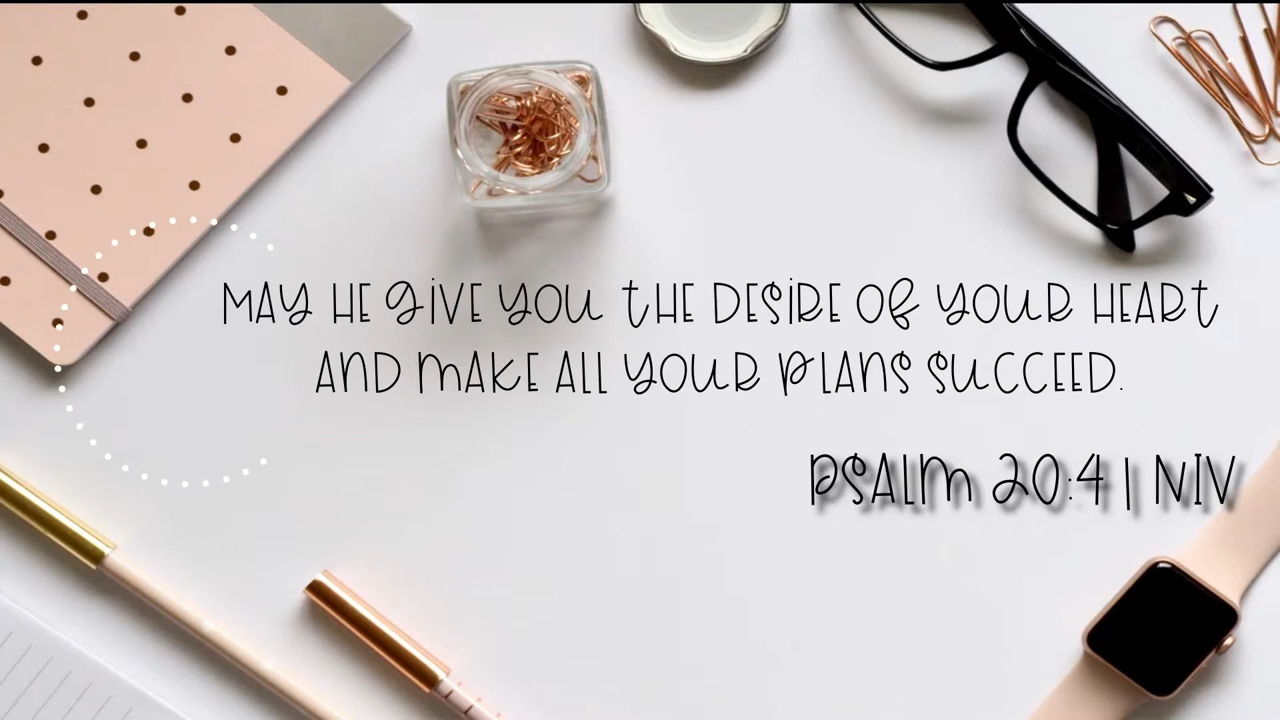 MAY HE GIVE YOU THE DESIRE OF YOUR HEART
AND MAKE ALL YOUR PLANS SUCCEED.
PSALM 20:4 | NIV